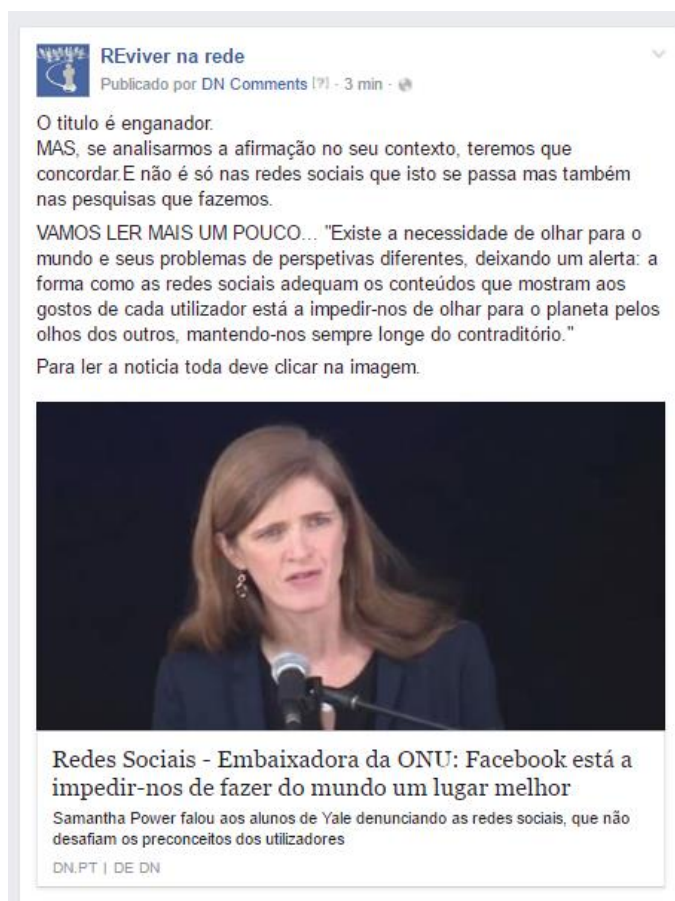 REviver na rede
Publicado por DN Comments [?] · 3 min ·
O titulo é enganador.
MAS, se analisarmos a afirmação no seu contexto, teremos que
concordar.E não é só nas redes sociais que isto se passa mas também
nas pesquisas que fazemos.
VAMOS LER MAIS UM POUCO... "Existe a necessidade de olhar para o
mundo e seus problemas de perspetivas diferentes, deixando um alerta: a
forma como as redes sociais adequam os conteúdos que mostram aos
gostos de cada utilizador está a impedir-nos de olhar para o planeta pelos
olhos dos outros, mantendo-nos sempre longe do contraditório."
Para ler a noticia toda deve clicar na imagem.
Redes Sociais - Embaixadora da ONU: Facebook está a
impedir-nos de fazer do mundo um lugar melhor
Samantha Power falou aos alunos de Yale denunciando as redes sociais, que não
desafiam os preconceitos dos utilizadores
DN.PT | DE DN